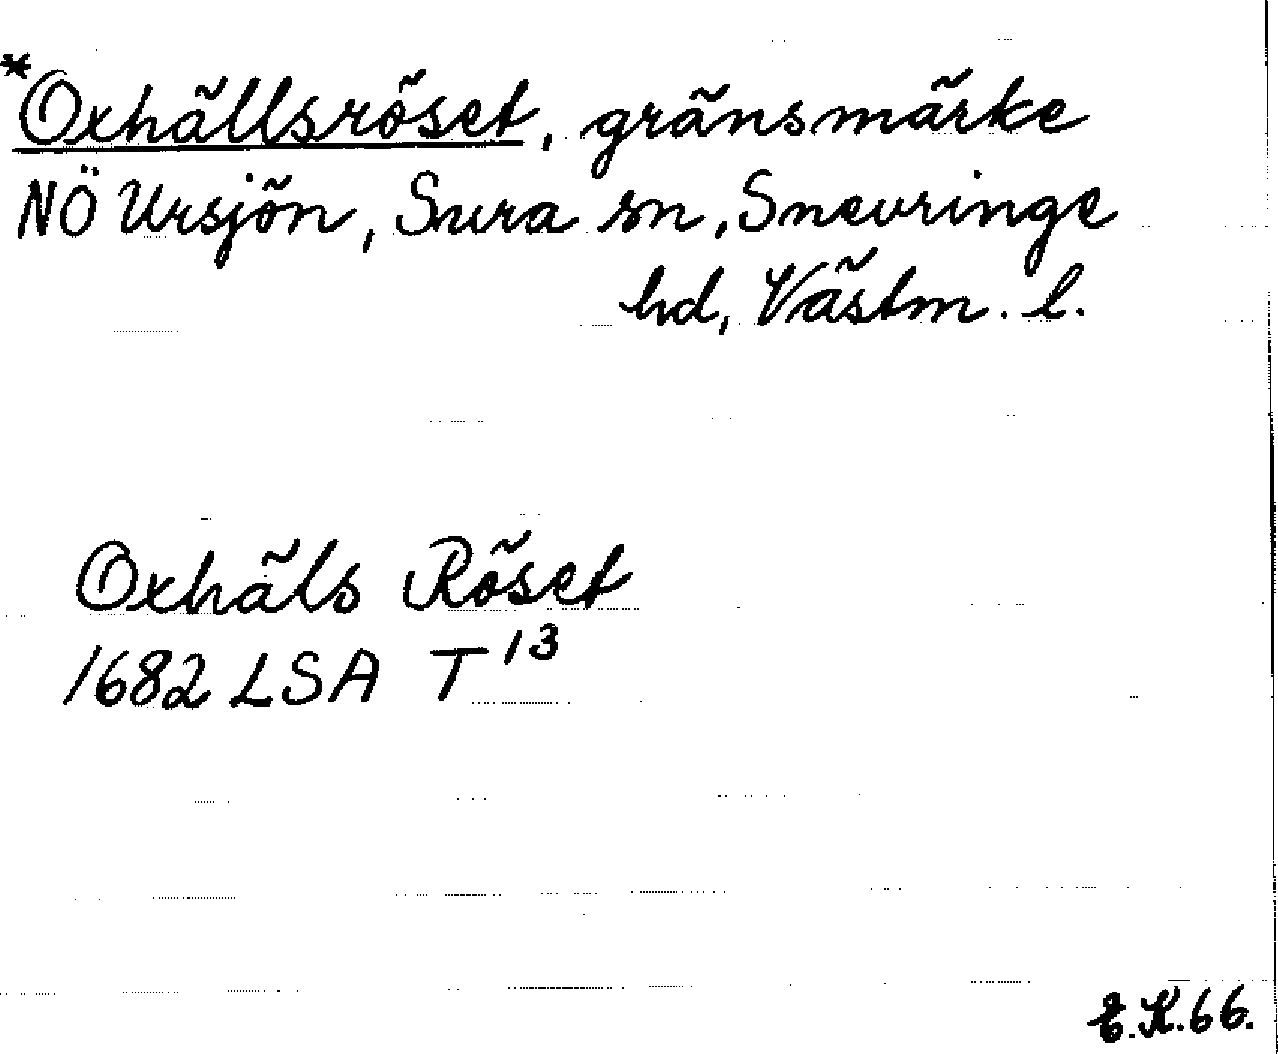 *Oxhällsröset, gränsmärke
NÖ Ursjön, Sura sn, Snevringe
hd, Västm. l.
Oxhäls Röset
1682 LSA T¹³
E.K.66.